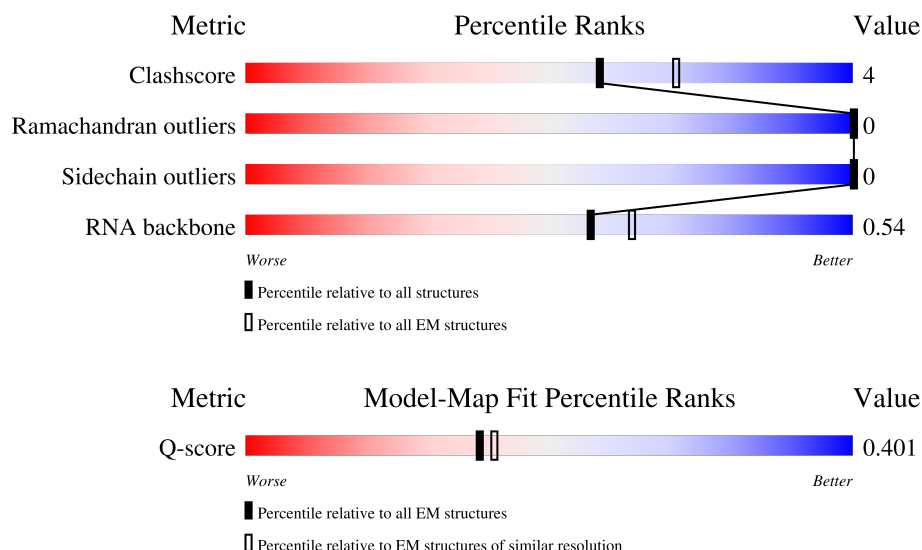 Metric Percentile Ranks Value
Clashscore 4
Ramachandran outliers 0
Sidechain outliers 0
RNA backbone 0.54
Worse Better
Percentile relative to all structures
Percentile relative to all EM structures
Metric Model-Map Fit Percentile Ranks Value
Q-score 0.401
Worse Better
Percentile relative to all EM structures
Percentile relative to EM structures of similar resolution